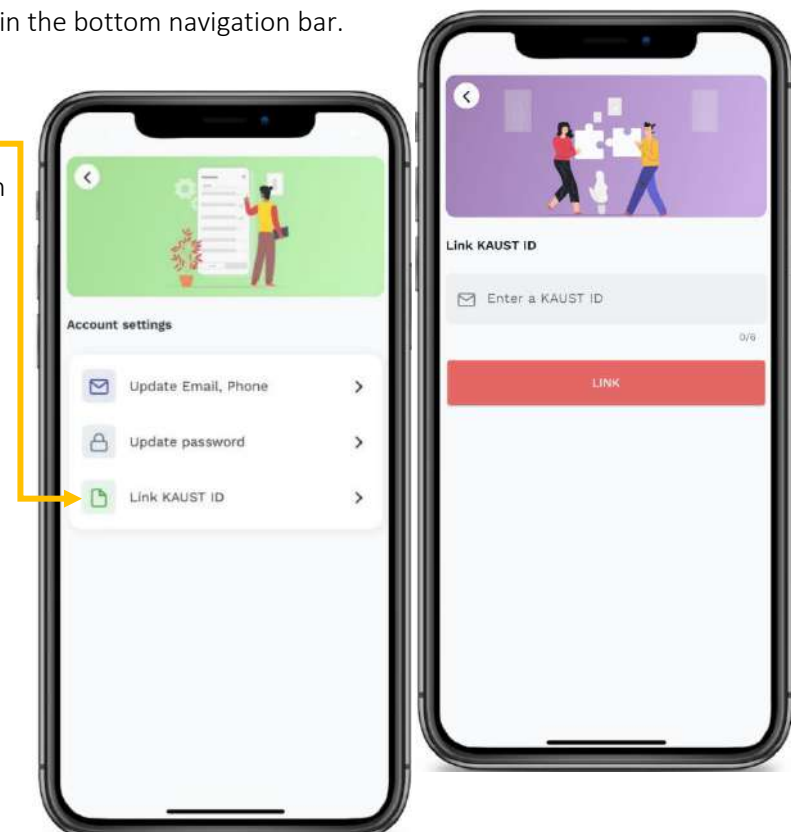 in the bottom navigation bar.
n
Account settings
Update Email, Phone
Update password
Link KAUST ID
Link KAUST ID
Enter a KAUST ID
0/6
LINK